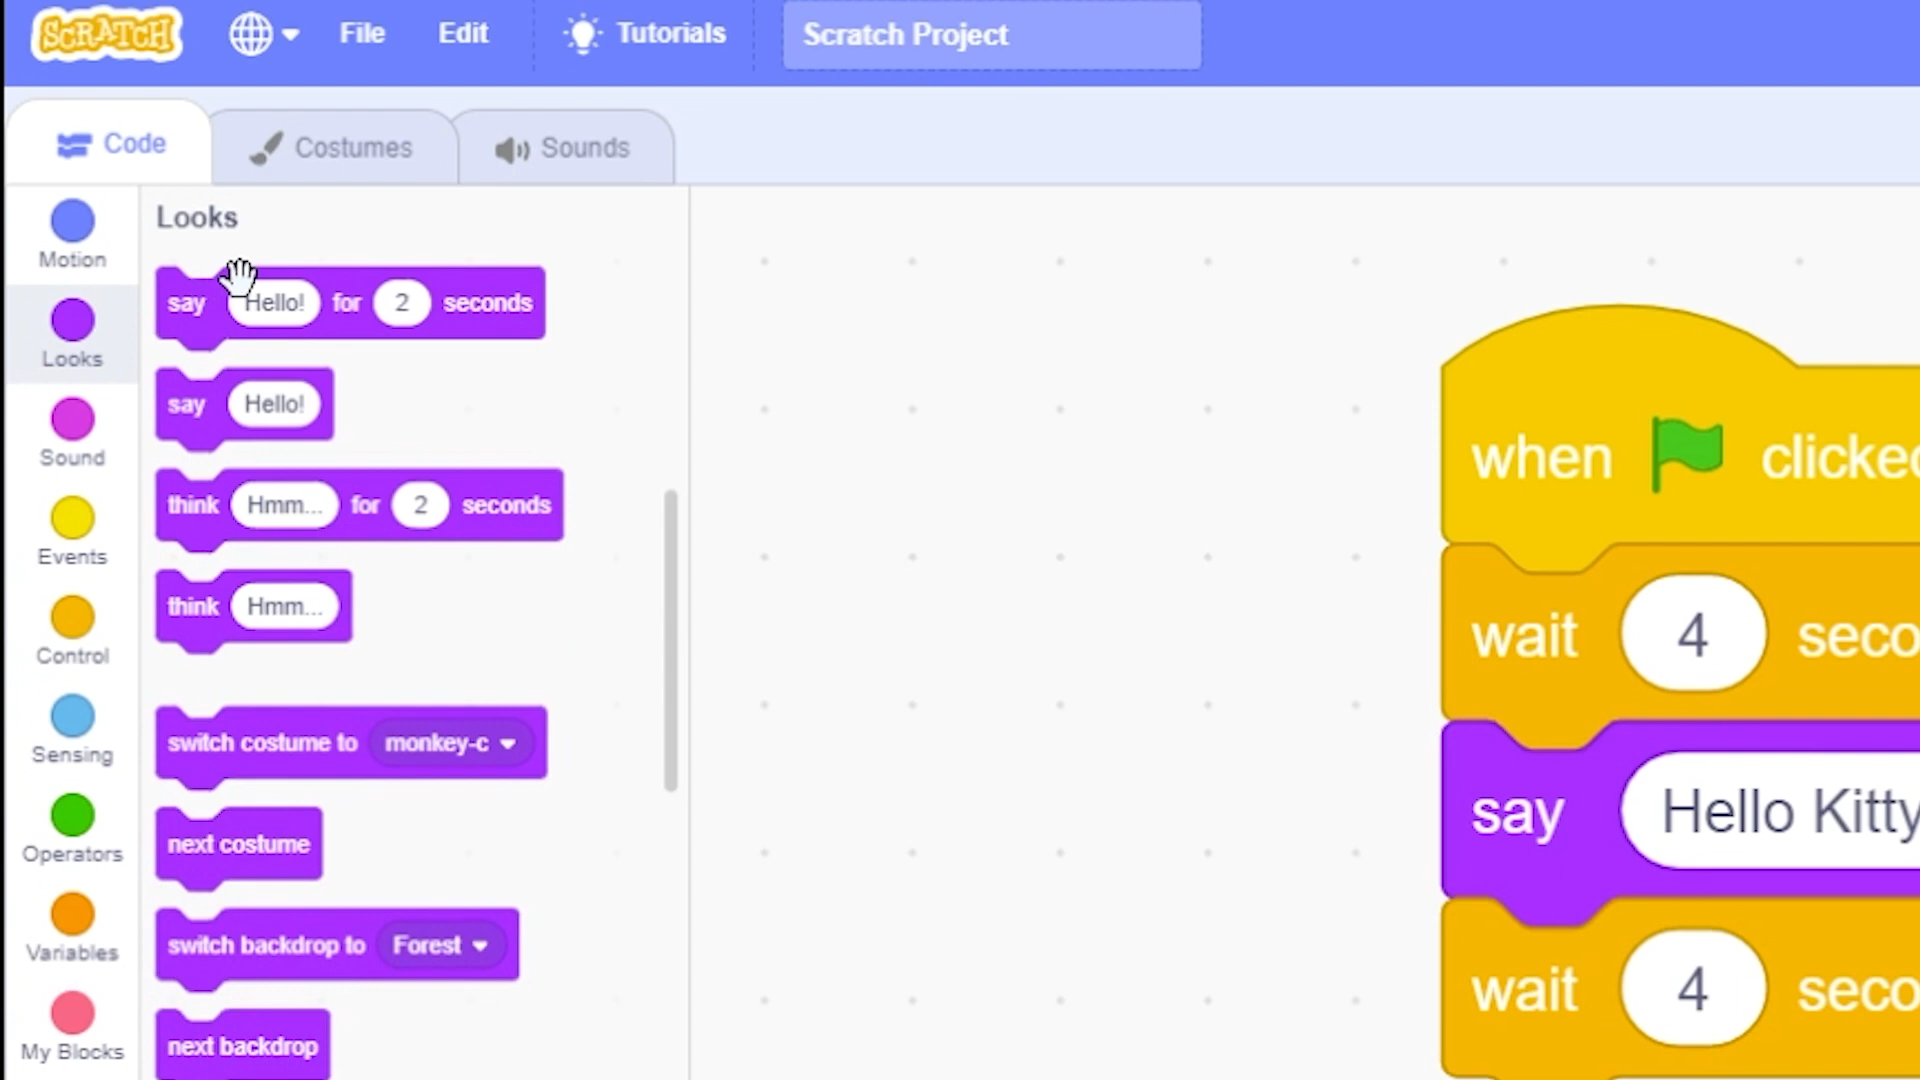 SCRATCH File Edit Tutorials Scratch Project
Code Costumes Sounds
Motion
Looks
Sound
Events
Control
Sensing
Operators
Variables
My Blocks
Looks
say Hello! for 2 seconds
say Hello!
think Hmm... for 2 seconds
think Hmm...
switch costume to monkey-c
next costume
switch backdrop to Forest
next backdrop
when clicked
wait 4 seco
say Hello Kitty
wait 4 seco